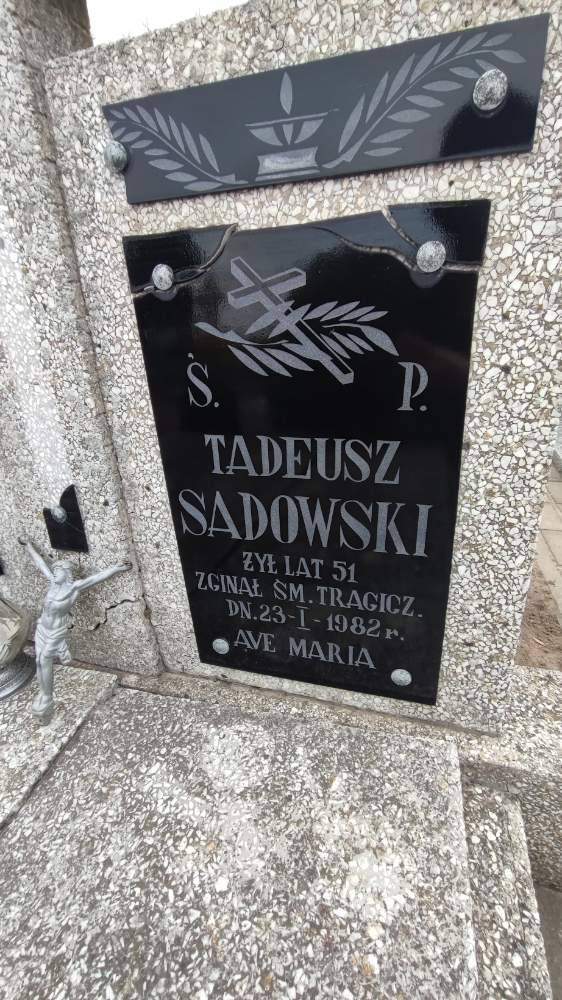 Ś. P.
TADEUSZ
SADOWSKI
ŻYŁ LAT 51
ZGINĄŁ ŚM. TRAGICZ.
DN. 23-I-1982 r.
AVE MARIA